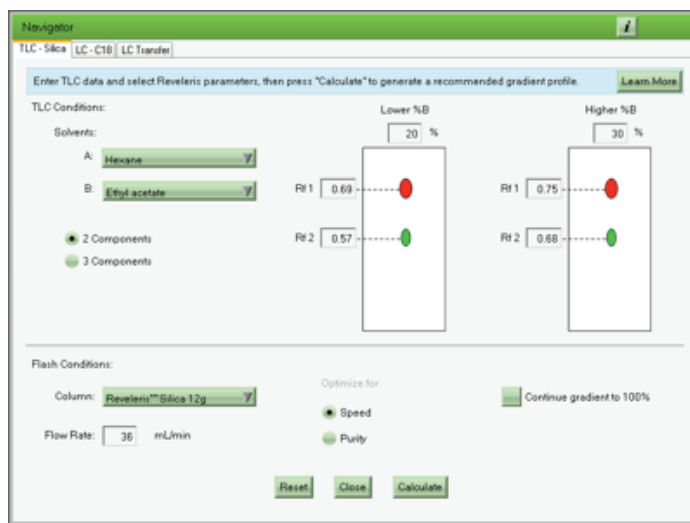 Navigator
i
TLC - Silica LC - C18 LC Transfer
Enter TLC data and select Reveleris parameters, then press "Calculate" to generate a recommended gradient profile. Learn More
TLC Conditions: Lower %B Higher %B
Solvents: 20 % 30 %
A: Hexane
B: Ethyl acetate
Rf 1 0.69 Rf 1 0.75
2 Components Rf 2 0.57 Rf 2 0.68
3 Components
Flash Conditions:
Optimize for:
Column: Reveleris™ Silica 12g Speed Continue gradient to 100%
Flow Rate: 36 mL/min Purity
Reset Close Calculate